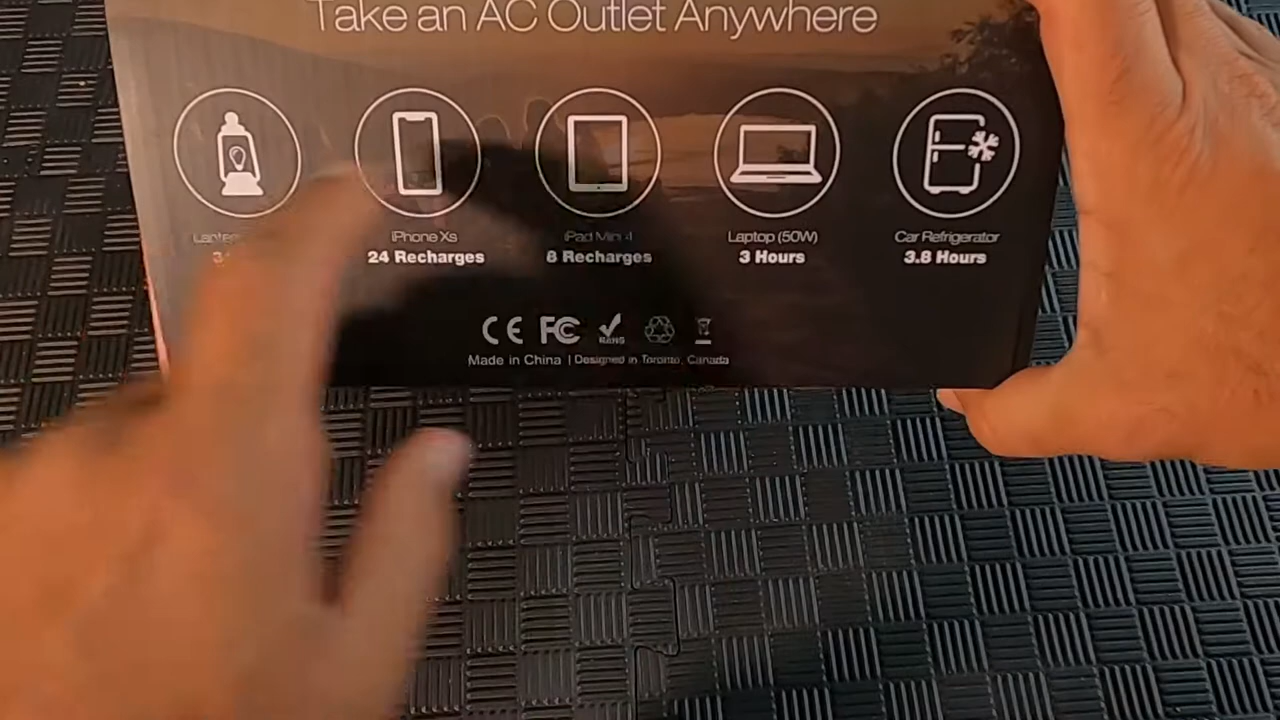 Take an AC Outlet Anywhere
iPhone Xs
24 Recharges
iPad Mini 4
8 Recharges
Laptop (50W)
3 Hours
Car Refrigerator
3.8 Hours
CE FC RoHS
Made in China | Designed in Toronto, Canada